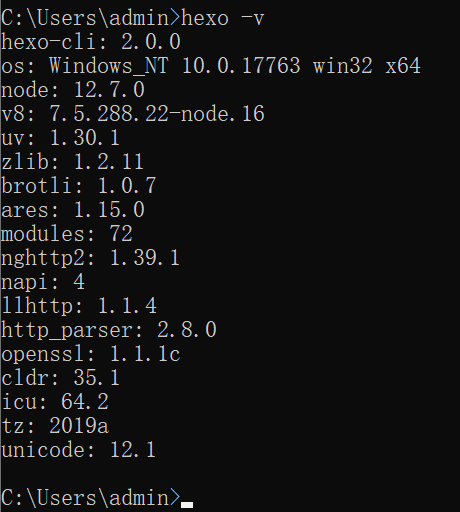 C:\Users\admin>hexo -v
hexo-cli: 2.0.0
os: Windows_NT 10.0.17763 win32 x64
node: 12.7.0
v8: 7.5.288.22-node.16
uv: 1.30.1
zlib: 1.2.11
brotli: 1.0.7
ares: 1.15.0
modules: 72
nghttp2: 1.39.1
napi: 4
llhttp: 1.1.4
http_parser: 2.8.0
openssl: 1.1.1c
cldr: 35.1
icu: 64.2
tz: 2019a
unicode: 12.1
C:\Users\admin>